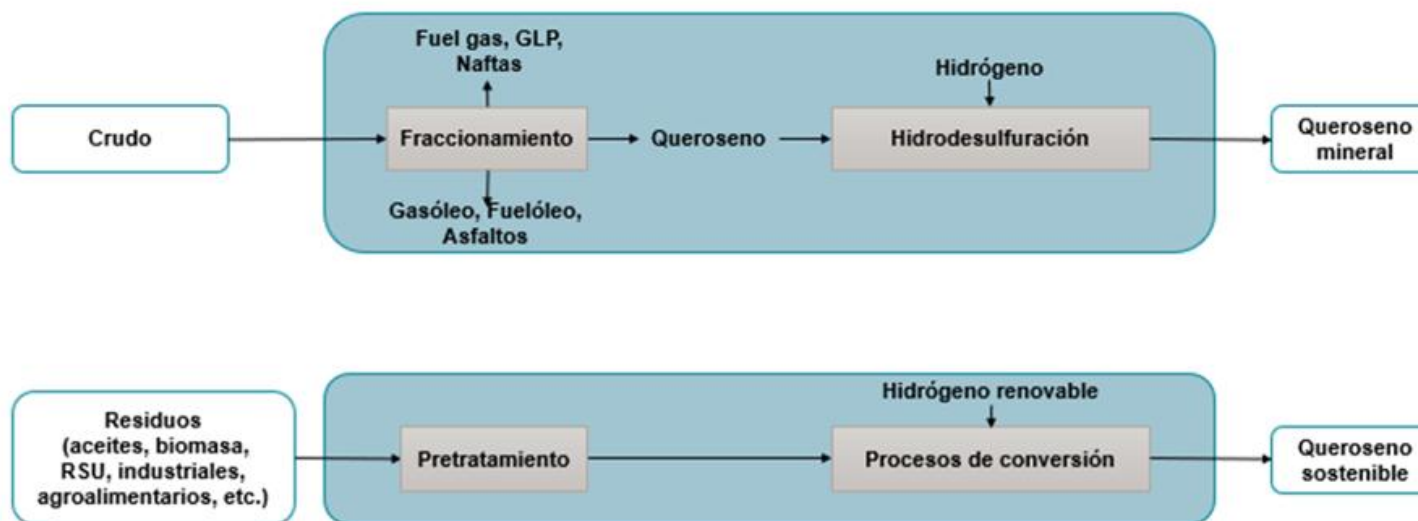 Fuel gas, GLP,
Naftas
Hidrógeno
Crudo
Fraccionamiento
Queroseno
Hidrodesulfuración
Queroseno
mineral
Gasóleo, Fuelóleo,
Asfaltos
Hidrógeno renovable
Residuos
(aceites, biomasa,
RSU, industriales,
agroalimentarios, etc.)
Pretratamiento
Procesos de conversión
Queroseno
sostenible